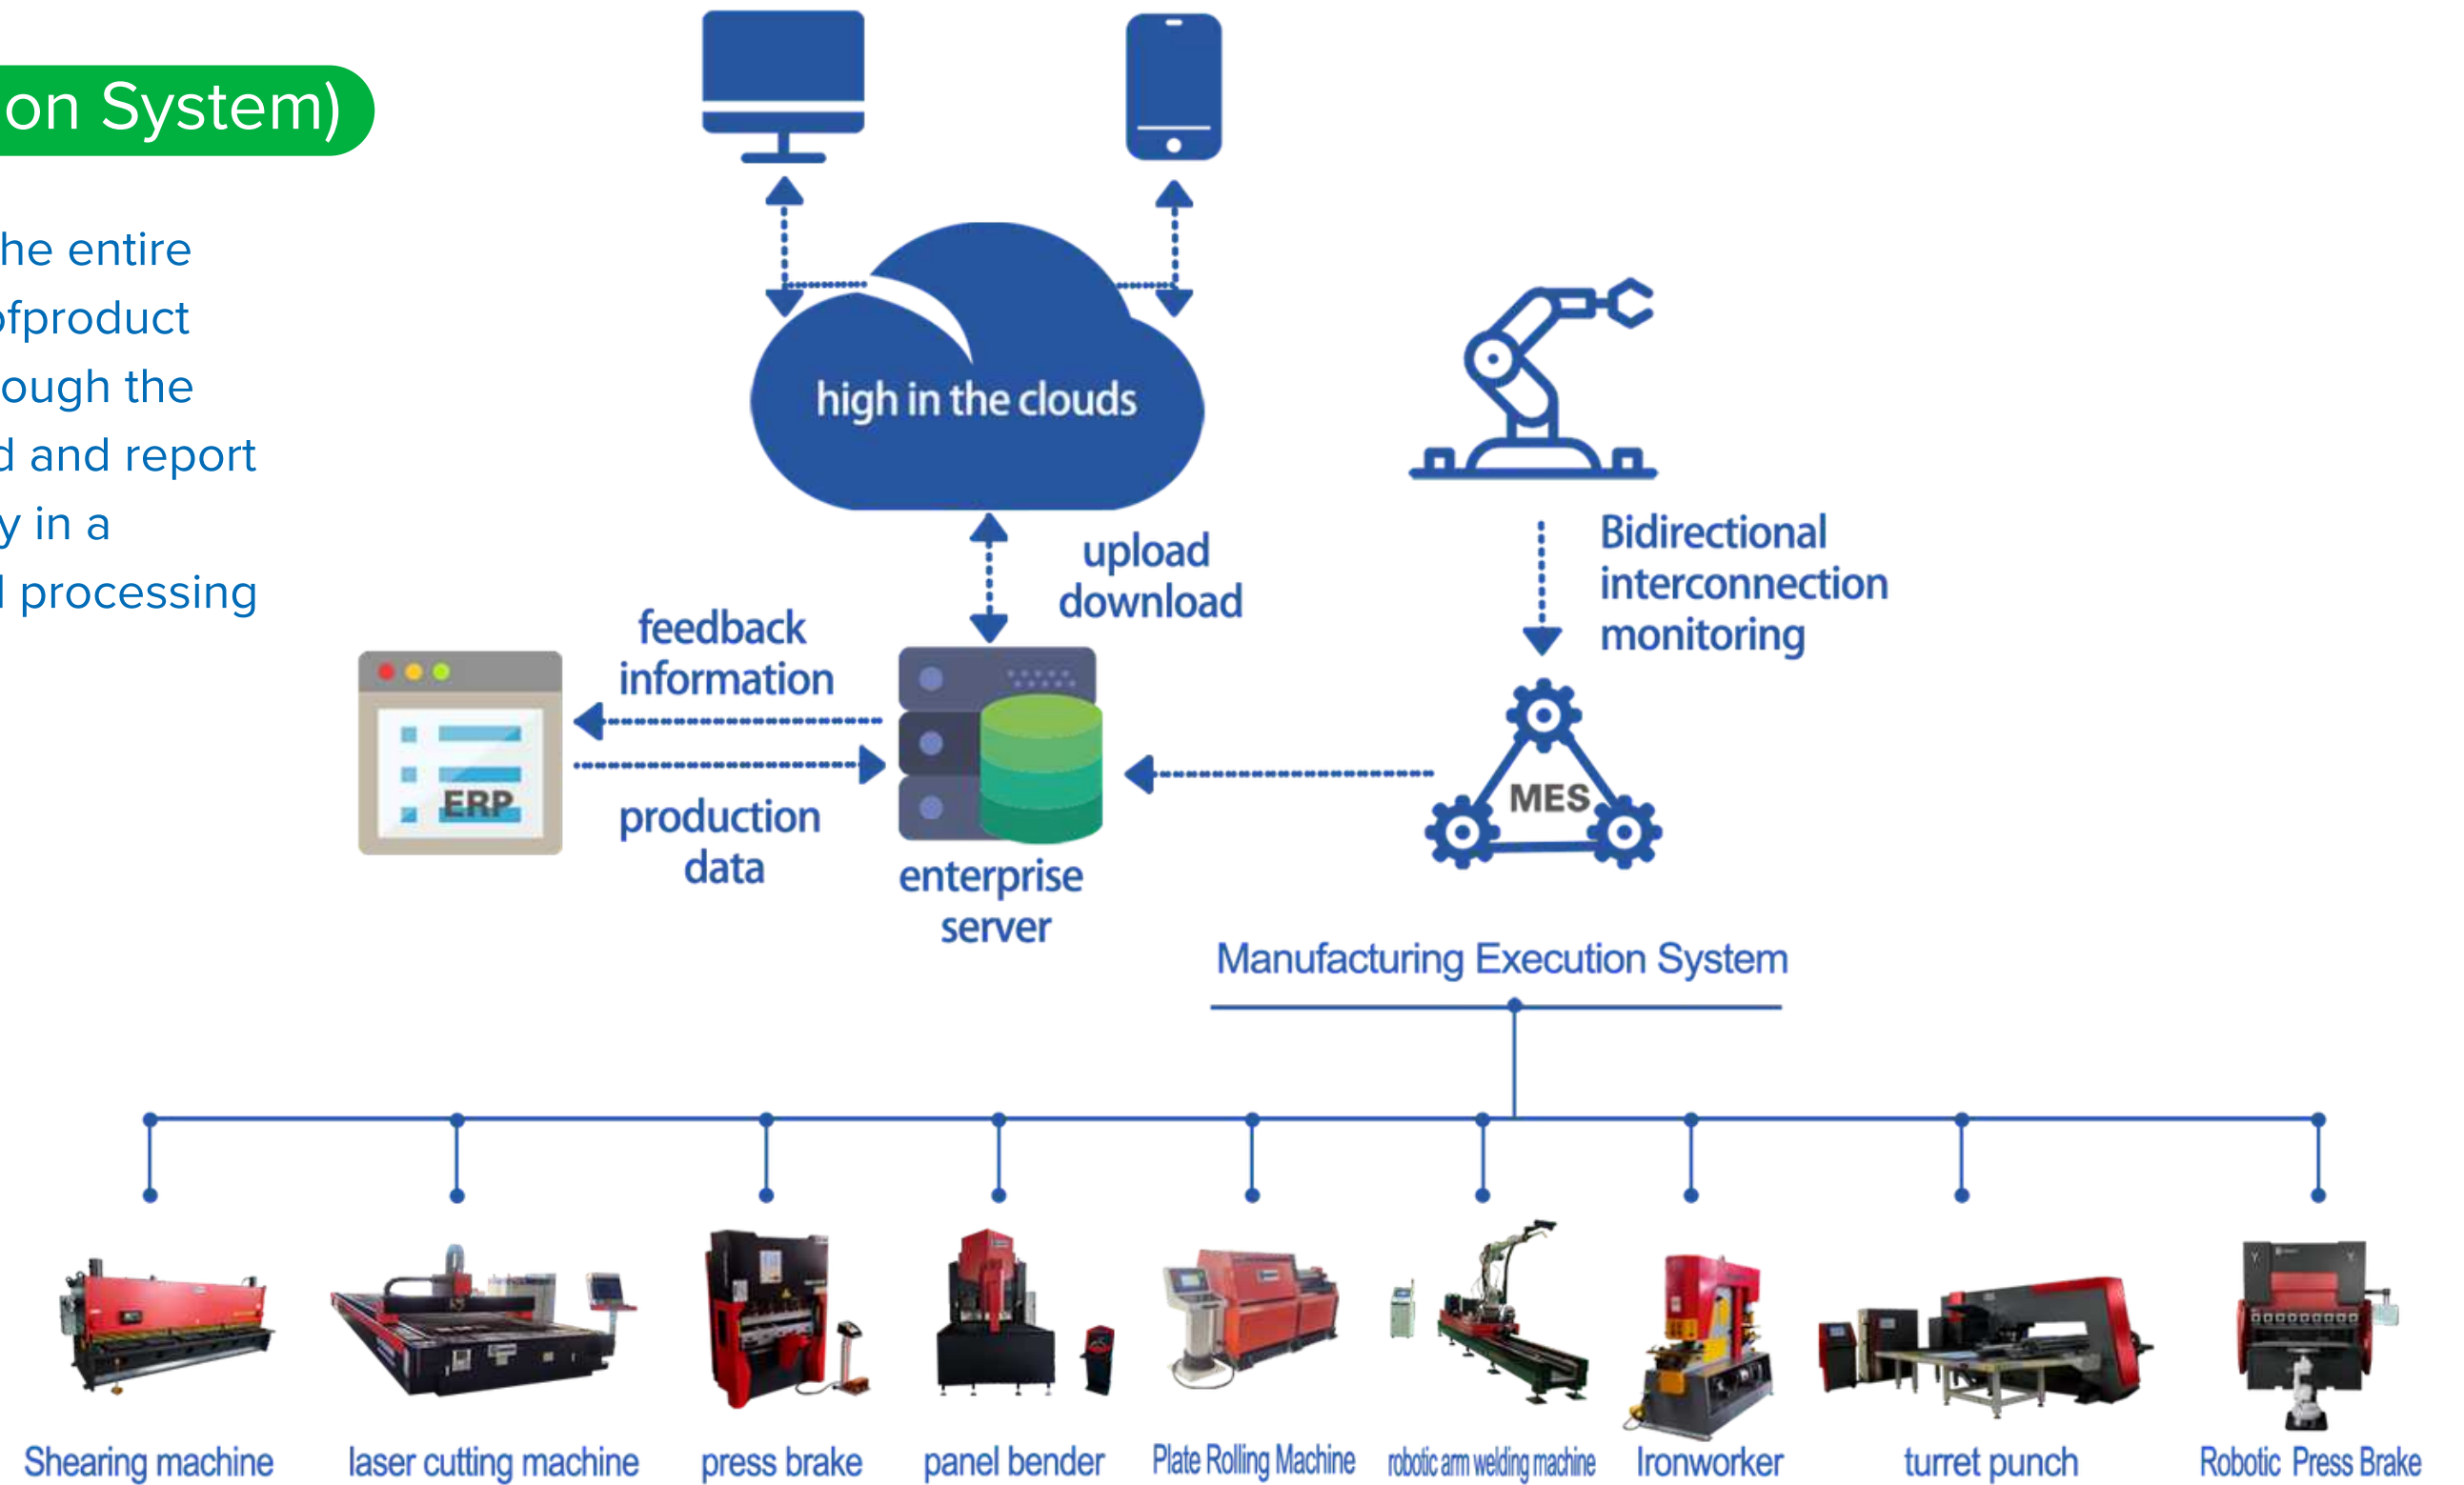 on System)
he entire
ofproduct
ough the
d and report
y in a
l processing
high in the clouds
upload
download
Bidirectional
interconnection
monitoring
feedback
information
ERP
production
data
enterprise
server
MES
Manufacturing Execution System
Shearing machine
laser cutting machine
press brake
panel bender
Plate Rolling Machine
robotic arm welding machine
Ironworker
turret punch
Robotic Press Brake